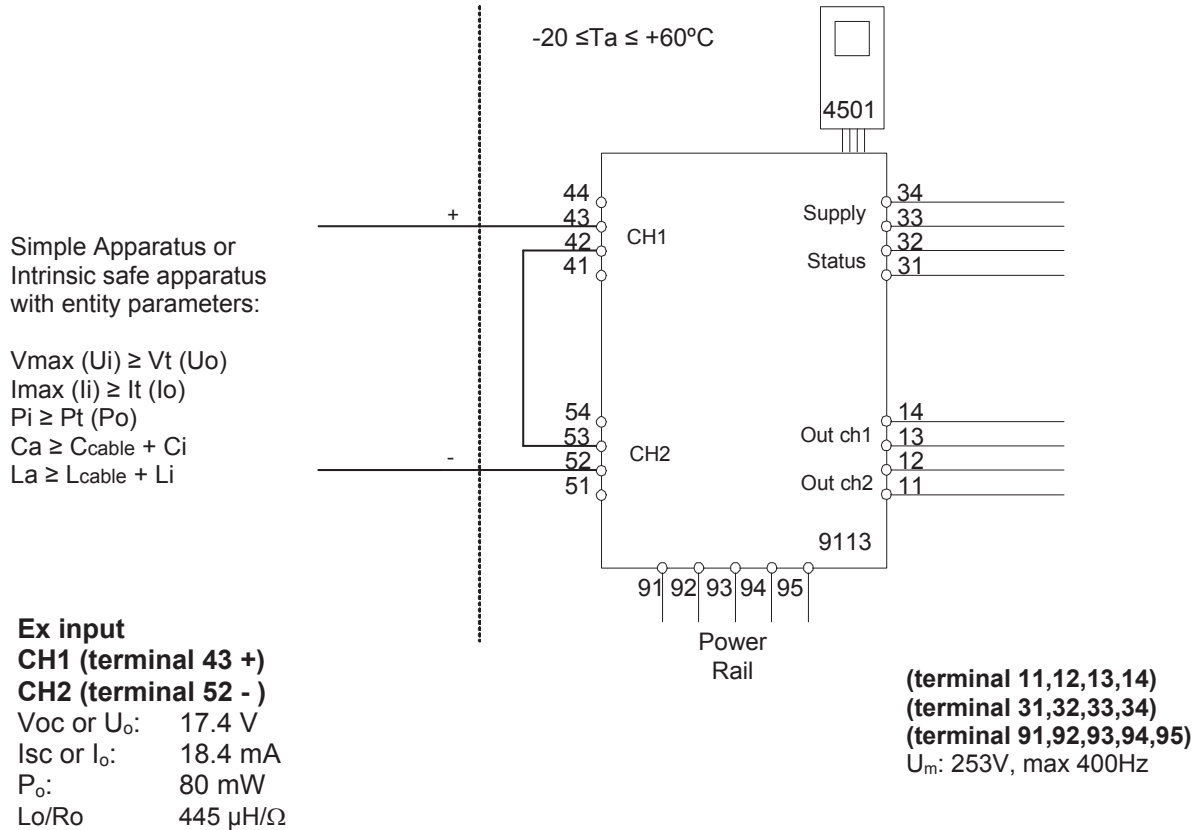 -20 ≤Ta ≤ +60ºC
4501
44
43
42
41
CH1
+
Supply
Status
34
33
32
31
Simple Apparatus or
Intrinsic safe apparatus
with entity parameters:
Vmax (Ui) ≥ Vt (Uo)
Imax (Ii) ≥ It (Io)
Pi ≥ Pt (Po)
Ca ≥ Ccable + Ci
La ≥ Lcable + Li
54
53
52
51
CH2
-
Out ch1
Out ch2
14
13
12
11
9113
91 92 93 94 95
Power
Rail
Ex input
CH1 (terminal 43 +)
CH2 (terminal 52 - )
Voc or Uo: 17.4 V
Isc or Io: 18.4 mA
Po: 80 mW
Lo/Ro 445 µH/Ω
(terminal 11,12,13,14)
(terminal 31,32,33,34)
(terminal 91,92,93,94,95)
Um: 253V, max 400Hz